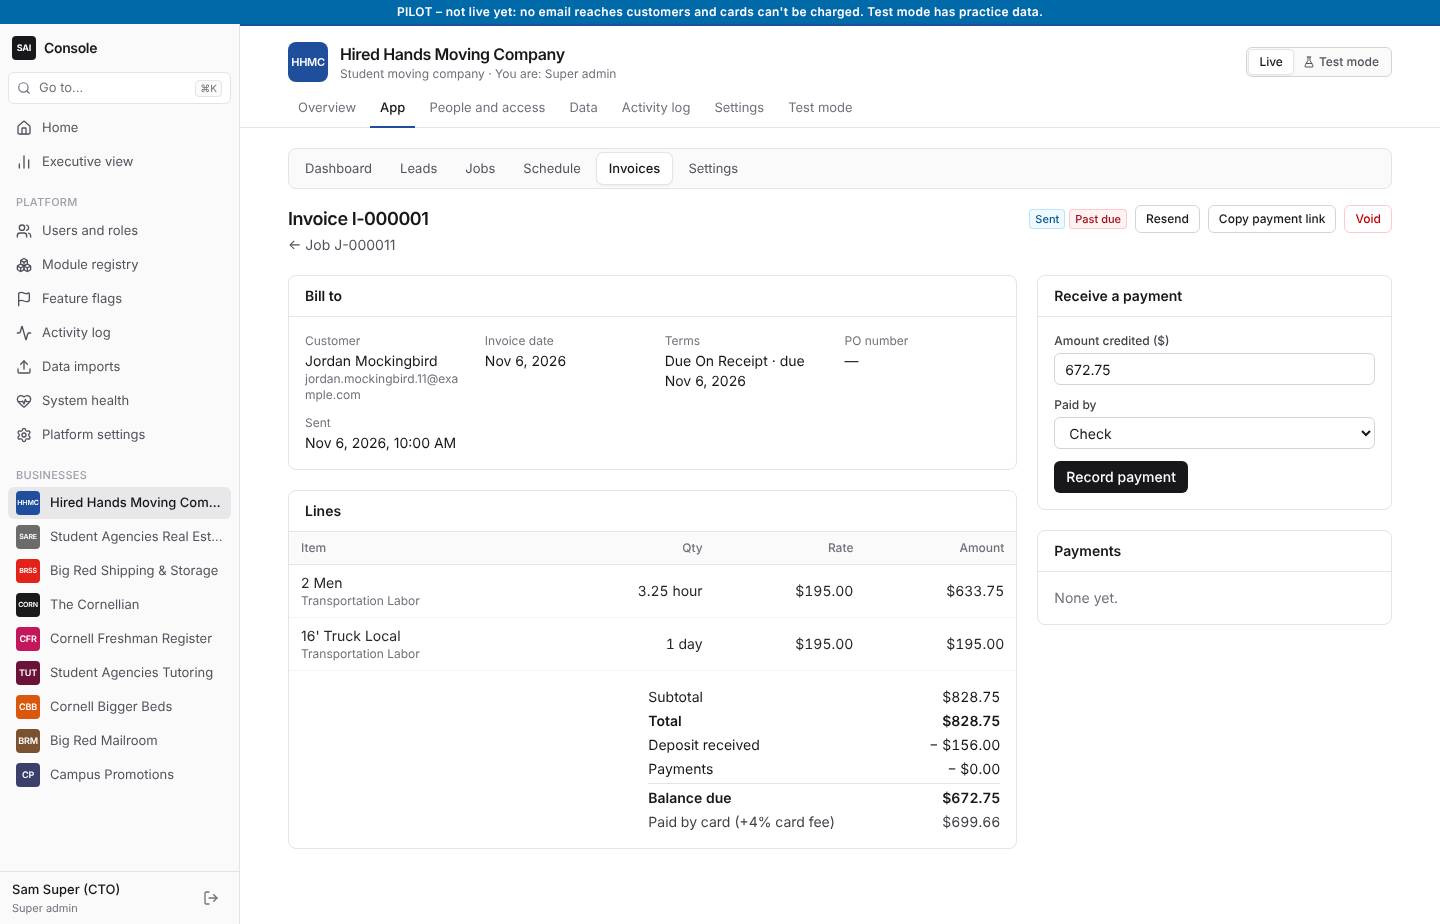 PILOT – not live yet: no email reaches customers and cards can't be charged. Test mode has practice data.
SAI Console
Go to... ⌘K
Home
Executive view
PLATFORM
Users and roles
Module registry
Feature flags
Activity log
Data imports
System health
Platform settings
BUSINESSES
HHMC Hired Hands Moving Com...
SARE Student Agencies Real Est...
BRSS Big Red Shipping & Storage
CORN The Cornellian
CFR Cornell Freshman Register
TUT Student Agencies Tutoring
CBB Cornell Bigger Beds
BRM Big Red Mailroom
CP Campus Promotions
Sam Super (CTO)
Super admin
HHMC Hired Hands Moving Company
Student moving company · You are: Super admin
Live Test mode
Overview App People and access Data Activity log Settings Test mode
Dashboard Leads Jobs Schedule Invoices Settings
Invoice I-000001
Sent Past due Resend Copy payment link Void
← Job J-000011
Bill to
Customer Invoice date Terms PO number
Jordan Mockingbird Nov 6, 2026 Due On Receipt · due —
jordan.mockingbird.11@exa Nov 6, 2026
mple.com
Sent
Nov 6, 2026, 10:00 AM
Lines
Item Qty Rate Amount
2 Men 3.25 hour $195.00 $633.75
Transportation Labor
16' Truck Local 1 day $195.00 $195.00
Transportation Labor
Subtotal $828.75
Total $828.75
Deposit received − $156.00
Payments − $0.00
Balance due $672.75
Paid by card (+4% card fee) $699.66
Receive a payment
Amount credited ($)
672.75
Paid by
Check
Record payment
Payments
None yet.